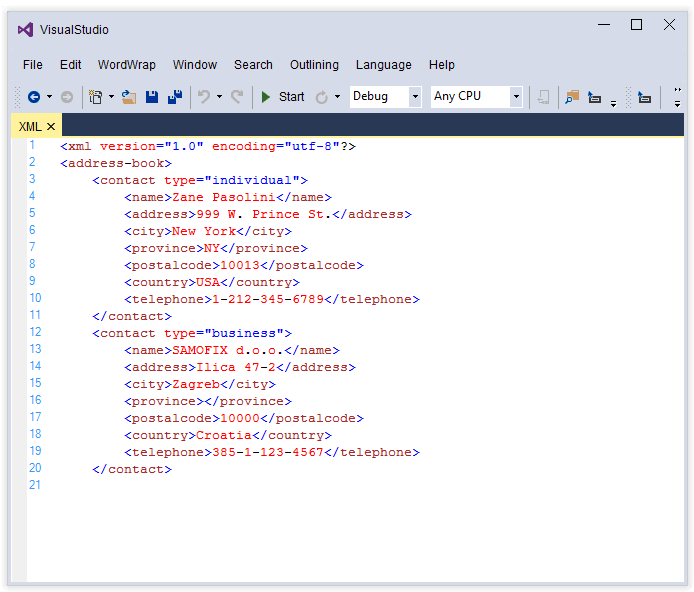 VisualStudio
File Edit WordWrap Window Search Outlining Language Help
Start Debug Any CPU
XML
1 <xml version="1.0" encoding="utf-8"?>
2 <address-book>
3 <contact type="individual">
4 <name>Zane Pasolini</name>
5 <address>999 W. Prince St.</address>
6 <city>New York</city>
7 <province>NY</province>
8 <postalcode>10013</postalcode>
9 <country>USA</country>
10 <telephone>1-212-345-6789</telephone>
11 </contact>
12 <contact type="business">
13 <name>SAMOFIX d.o.o.</name>
14 <address>Ilica 47-2</address>
15 <city>Zagreb</city>
16 <province></province>
17 <postalcode>10000</postalcode>
18 <country>Croatia</country>
19 <telephone>385-1-123-4567</telephone>
20 </contact>
21